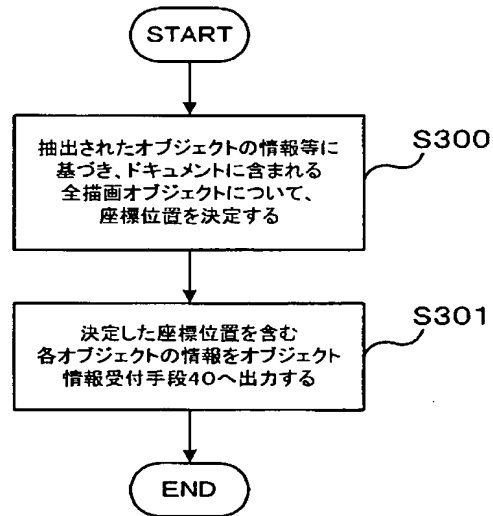 START
抽出されたオブジェクトの情報等に
基づき、ドキュメントに含まれる
全描画オブジェクトについて、
座標位置を決定する
S300
決定した座標位置を含む
各オブジェクトの情報をオブジェクト
情報受付手段40へ出力する
S301
END